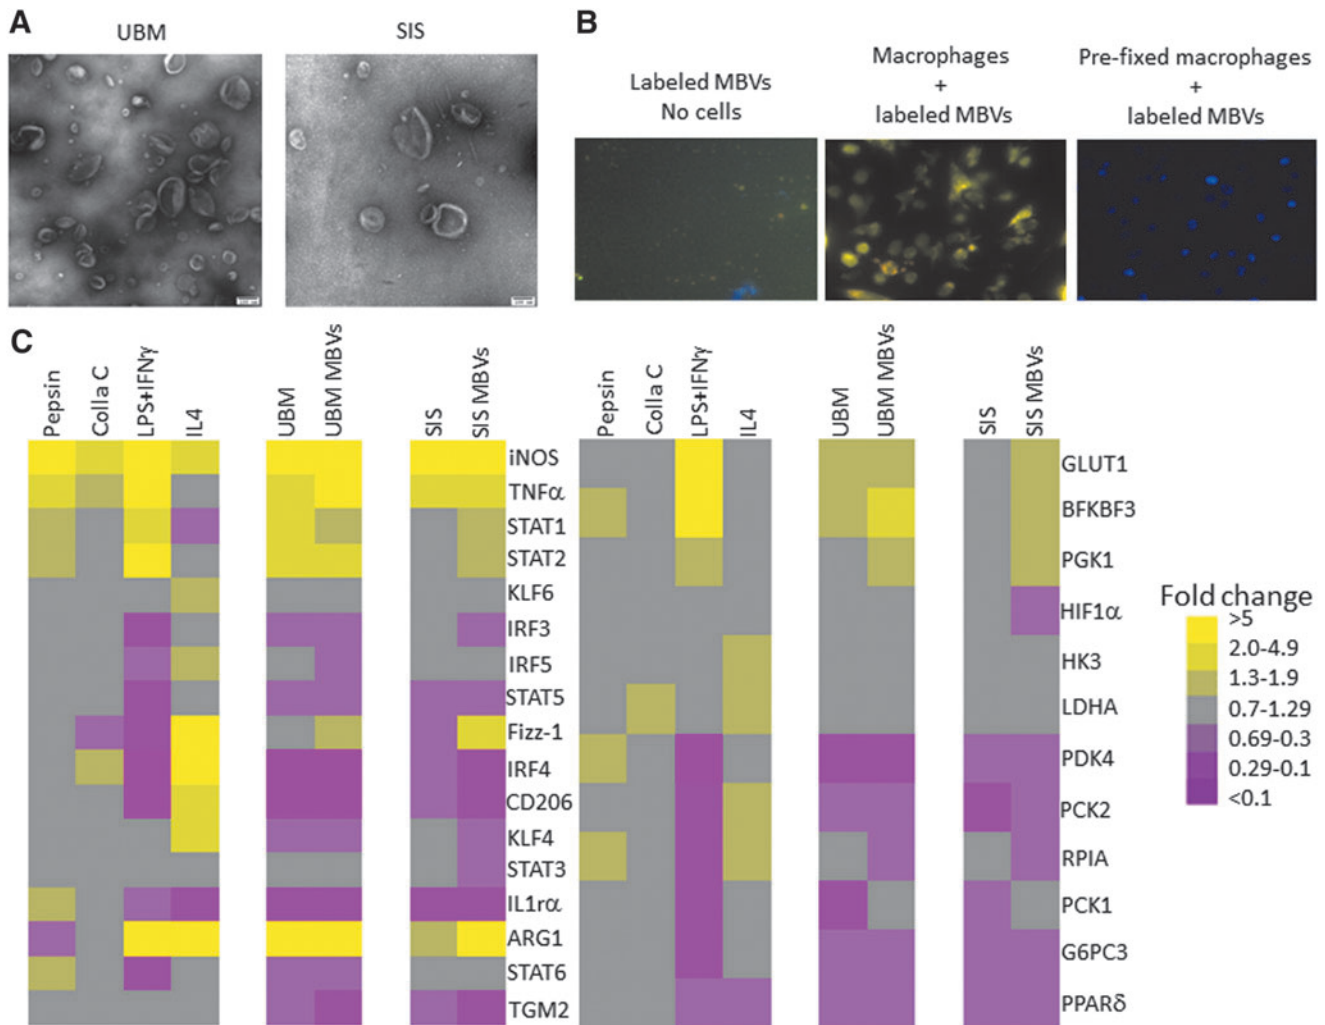 A
UBM
SIS
B
Labeled MBVs
No cells
Macrophages
+
labeled MBVs
Pre-fixed macrophages
+
labeled MBVs
C
Pepsin
Colla C
LPS+IFNγ
IL4
UBM
UBM MBVs
SIS
SIS MBVs
iNOS
TNFα
STAT1
STAT2
KLF6
IRF3
IRF5
STAT5
Fizz-1
IRF4
CD206
KLF4
STAT3
IL1rα
ARG1
STAT6
TGM2
Pepsin
Colla C
LPS+IFNγ
IL4
UBM
UBM MBVs
SIS
SIS MBVs
GLUT1
BFKBF3
PGK1
HIF1α
HK3
LDHA
PDK4
PCK2
RPIA
PCK1
G6PC3
PPARδ
Fold change
>5
2.0-4.9
1.3-1.9
0.7-1.29
0.69-0.3
0.29-0.1
<0.1